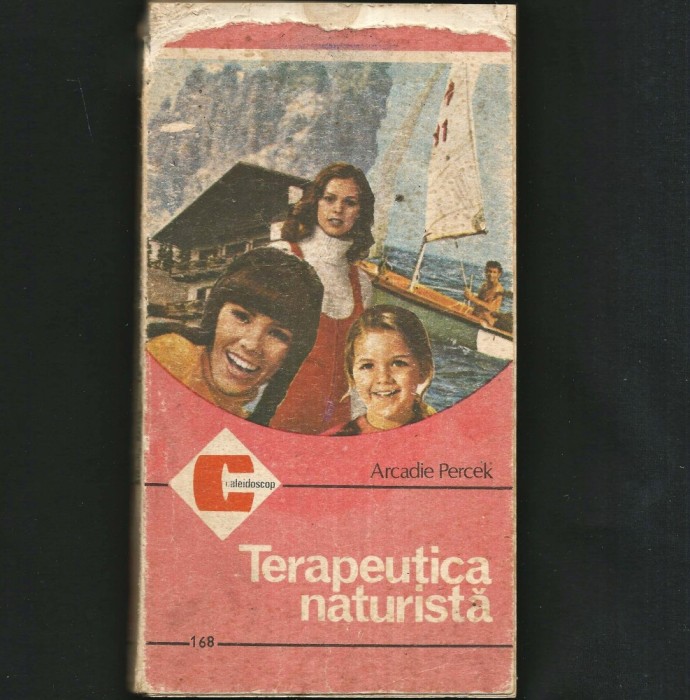 Arcadie Percek
Caleidoscop
Terapeutica
naturistă
168